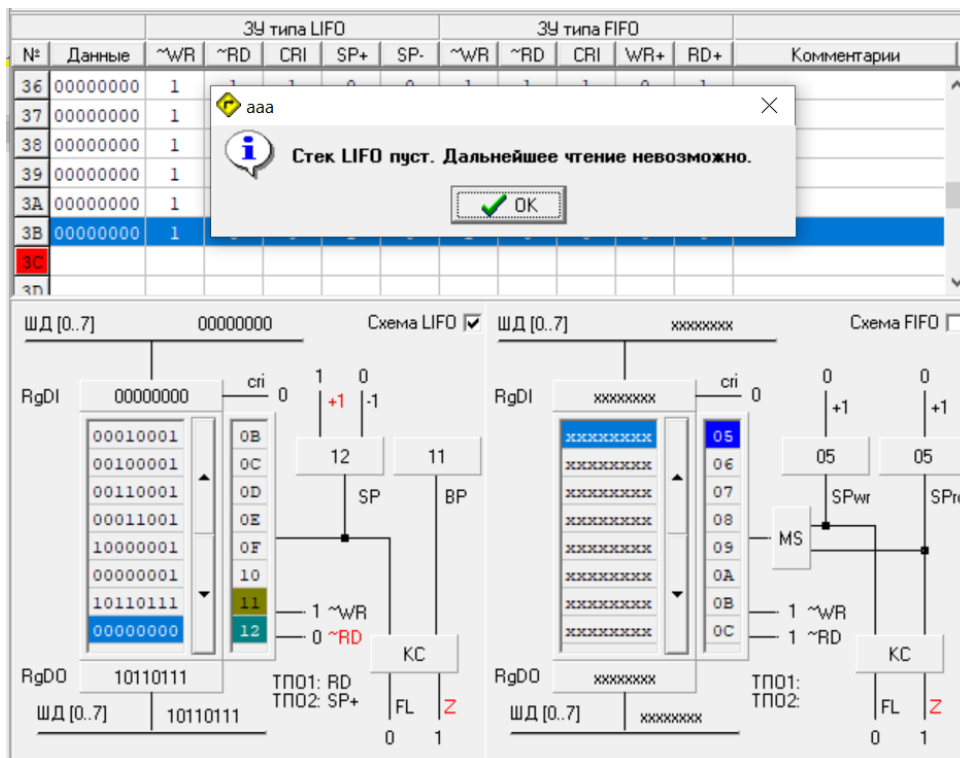 ЗУ типа LIFO ЗУ типа FIFO
№ Данные ~WR ~RD CRI SP+ SP- ~WR ~RD CRI WR+ RD+ Комментарии
36 00000000 1
37 00000000 1
38 00000000 1
39 00000000 1
3A 00000000 1
3B 00000000 1
3C
3D
aaa
Стек LIFO пуст. Дальнейшее чтение невозможно.
OK
ШД [0..7] 00000000 Схема LIFO
RgDI 00000000 cri 0 1 0
+1 -1
00010001 0B
00100001 0C 12 11
00110001 0D SP BP
00011001 0E
10000001 0F
00000001 10
10110111 11 1 ~WR
00000000 12 0 ~RD
КС
RgDO 10110111 ТПО1: RD
ТПО2: SP+
ШД [0..7] 10110111 FL Z
0 1
ШД [0..7] xxxxxxxx Схема FIFO
RgDI xxxxxxxx cri 0 0 0
+1 +1
xxxxxxxx 05
xxxxxxxx 06 05 05
xxxxxxxx 07 SPwr
xxxxxxxx 08
xxxxxxxx 09 MS
xxxxxxxx 0A
xxxxxxxx 0B 1 ~WR
xxxxxxxx 0C 1 ~RD
КС
RgDO xxxxxxxx ТПО1:
ТПО2:
ШД [0..7] xxxxxxxx FL Z
0 1